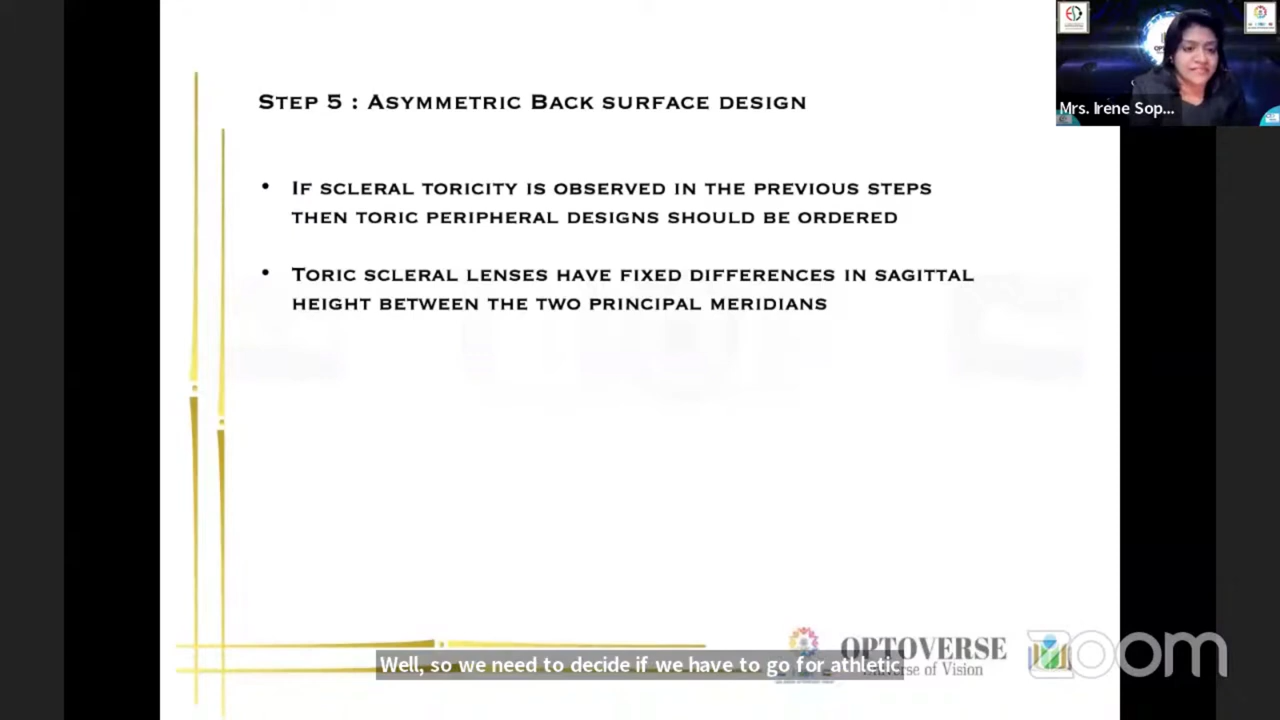 STEP 5 : ASYMMETRIC BACK SURFACE DESIGN
• IF SCLERAL TORICITY IS OBSERVED IN THE PREVIOUS STEPS
THEN TORIC PERIPHERAL DESIGNS SHOULD BE ORDERED
• TORIC SCLERAL LENSES HAVE FIXED DIFFERENCES IN SAGITTAL
HEIGHT BETWEEN THE TWO PRINCIPAL MERIDIANS
Mrs. Irene Sop...
OPTOVERSE
Universe of Vision
zoom
Well, so we need to decide if we have to go for athletic